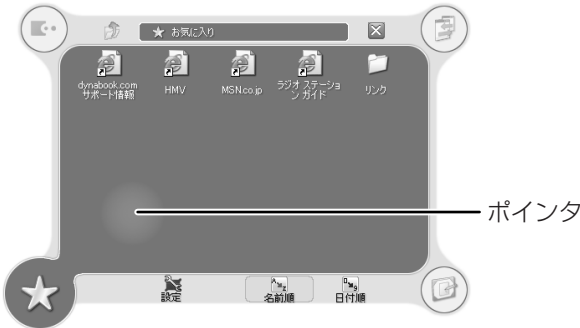 ★ お気に入り
dynabook.com
サポート情報
HMV
MSN.co.jp
ラジオ ステーショ
ン ガイド
リンク
ポインタ
設定
名前順
日付順